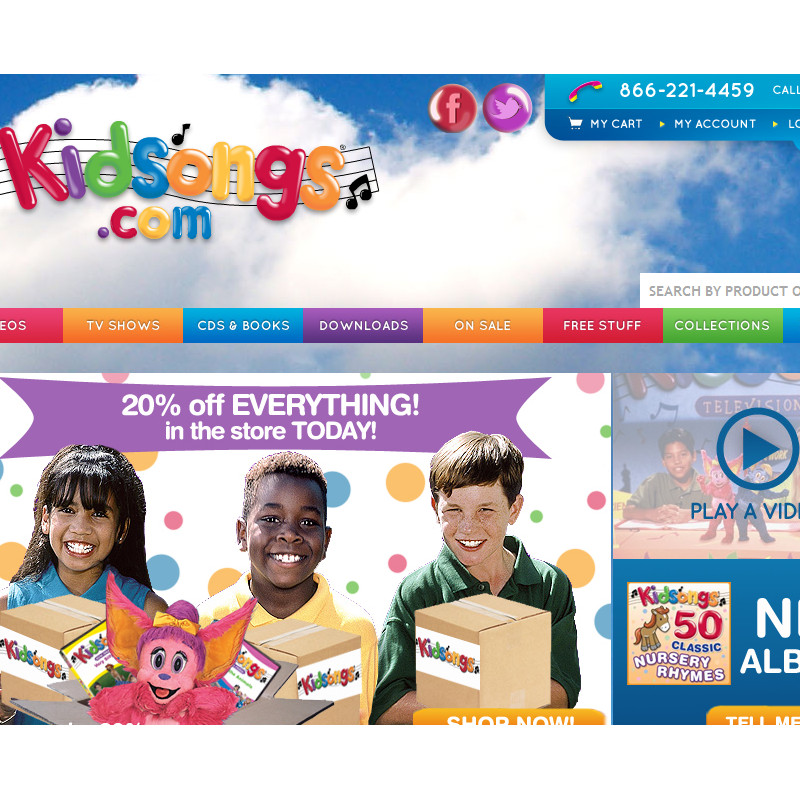 866-221-4459 CALL
MY CART MY ACCOUNT LO
Kidsongs®
.com
SEARCH BY PRODUCT O
EOS TV SHOWS CDS & BOOKS DOWNLOADS ON SALE FREE STUFF COLLECTIONS
20% off EVERYTHING!
in the store TODAY!
TELEVISION
PLAY A VIDE
Kidsongs
50
CLASSIC
NURSERY
RHYMES
NE
ALBU
Kidsongs
Kidsongs
Kidsongs
SHOP NOW!
TELL ME